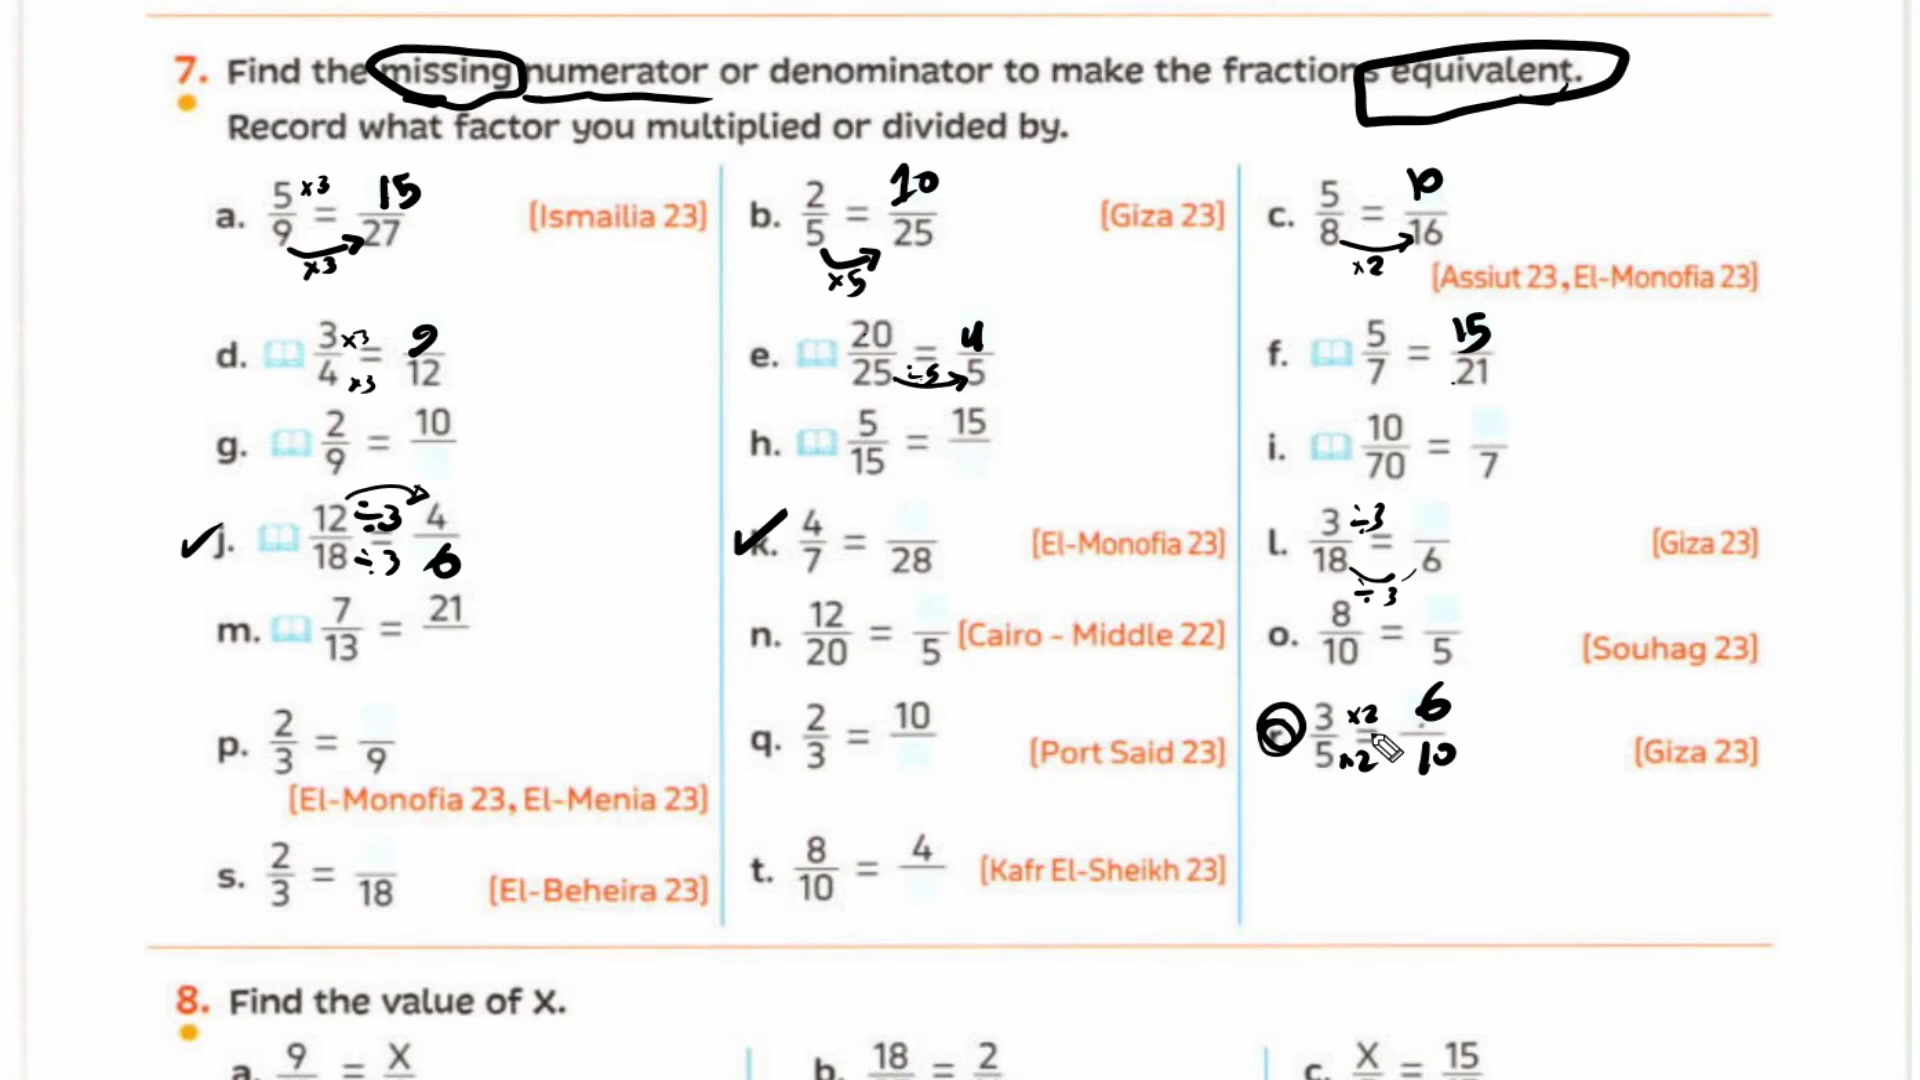 7. Find the missing numerator or denominator to make the fractions equivalent.
Record what factor you multiplied or divided by.
a. 5/9 ×3 = 15/27 ×3 [Ismailia 23]
b. 2/5 = 10/25 ×5 [Giza 23]
c. 5/8 = 10/16 ×2
[Assiut 23, El-Monofia 23]
d. 3/4 ×3 ×3 = 9/12
e. 20/25 = 4/5 ÷5
f. 5/7 = 15/21
g. 2/9 = 10/
h. 5/15 = 15/
i. 10/70 = /7
j. 12/18 ÷3 ÷3 = 4/6
k. 4/7 = /28 [El-Monofia 23]
l. 3/18 ÷3 = /6 ÷3 [Giza 23]
m. 7/13 = 21/
n. 12/20 = /5 [Cairo - Middle 22]
o. 8/10 = /5 [Souhag 23]
p. 2/3 = /9
[El-Monofia 23, El-Menia 23]
q. 2/3 = 10/ [Port Said 23]
r. 3/5 ×2 ×2 = 6/10 [Giza 23]
s. 2/3 = /18 [El-Beheira 23]
t. 8/10 = 4/ [Kafr El-Sheikh 23]
8. Find the value of X.
a. 9 = X
b. 18 = 2
c. X = 15